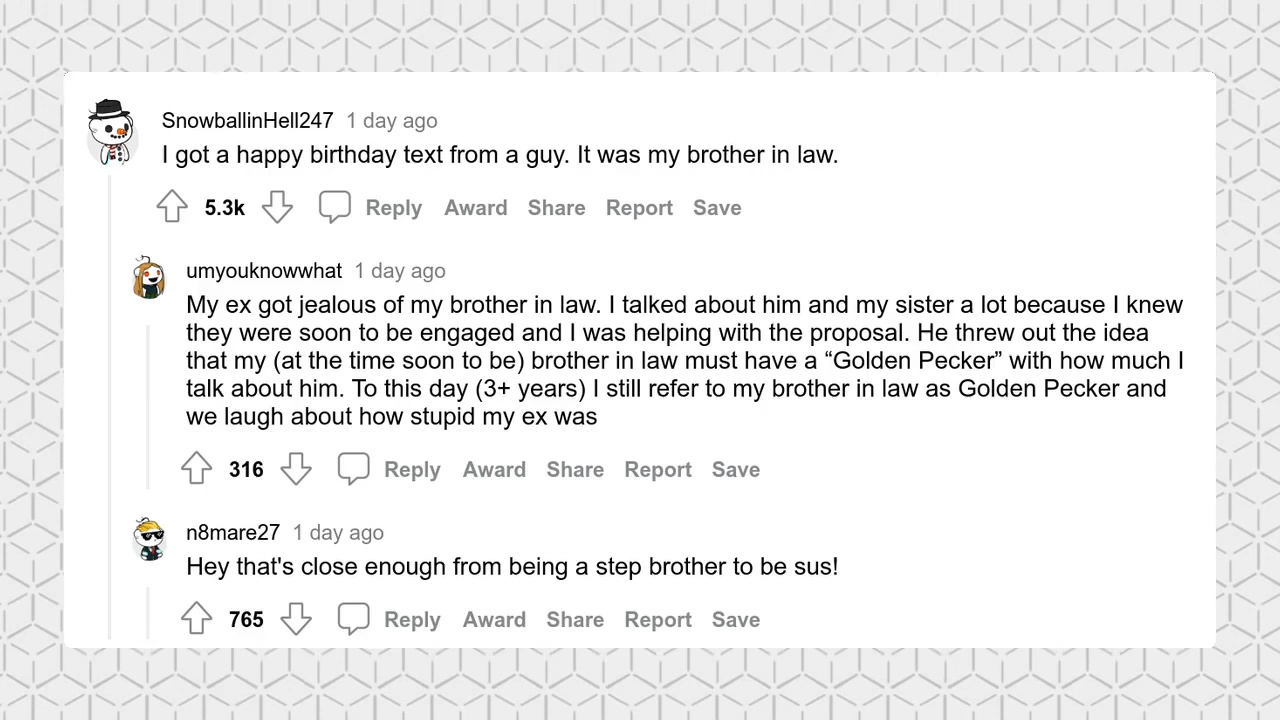 SnowballinHell247 1 day ago
I got a happy birthday text from a guy. It was my brother in law.
5.3k Reply Award Share Report Save
umyouknowwhat 1 day ago
My ex got jealous of my brother in law. I talked about him and my sister a lot because I knew
they were soon to be engaged and I was helping with the proposal. He threw out the idea
that my (at the time soon to be) brother in law must have a “Golden Pecker” with how much I
talk about him. To this day (3+ years) I still refer to my brother in law as Golden Pecker and
we laugh about how stupid my ex was
316 Reply Award Share Report Save
n8mare27 1 day ago
Hey that's close enough from being a step brother to be sus!
765 Reply Award Share Report Save